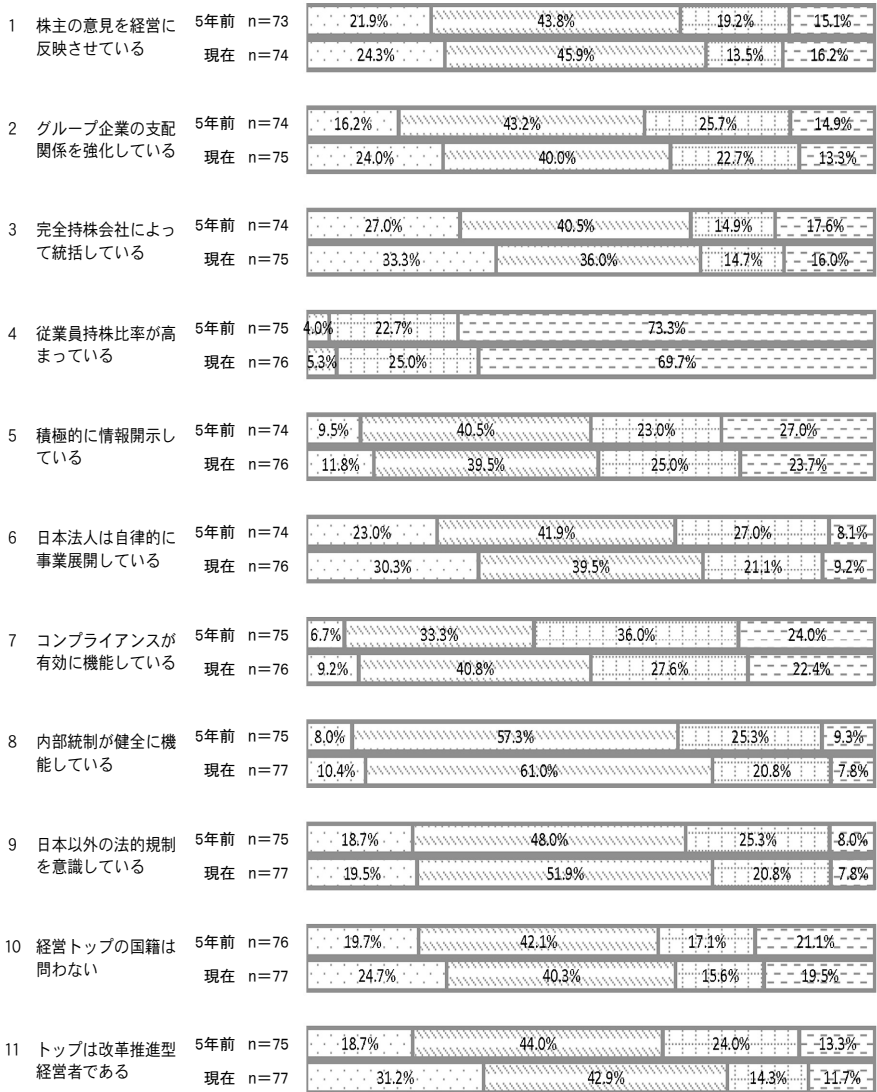 5年前 n=73 21.9% 43.8% 19.2% 15.1%
1 株主の意見を経営に
反映させている
現在 n=74 24.3% 45.9% 13.5% 16.2%
5年前 n=74 16.2% 43.2% 25.7% 14.9%
2 グループ企業の支配
関係を強化している
現在 n=75 24.0% 40.0% 22.7% 13.3%
5年前 n=74 27.0% 40.5% 14.9% 17.6%
3 完全持株会社によっ
て統括している
現在 n=75 33.3% 36.0% 14.7% 16.0%
5年前 n=75 4.0% 22.7% 73.3%
4 従業員持株比率が高
まっている
現在 n=76 5.3% 25.0% 69.7%
5年前 n=74 9.5% 40.5% 23.0% 27.0%
5 積極的に情報開示し
ている
現在 n=76 11.8% 39.5% 25.0% 23.7%
5年前 n=74 23.0% 41.9% 27.0% 8.1%
6 日本法人は自律的に
事業展開している
現在 n=76 30.3% 39.5% 21.1% 9.2%
5年前 n=75 6.7% 33.3% 36.0% 24.0%
7 コンプライアンスが
有効に機能している
現在 n=76 9.2% 40.8% 27.6% 22.4%
5年前 n=75 8.0% 57.3% 25.3% 9.3%
8 内部統制が健全に機
能している
現在 n=77 10.4% 61.0% 20.8% 7.8%
5年前 n=75 18.7% 48.0% 25.3% 8.0%
9 日本以外の法的規制
を意識している
現在 n=77 19.5% 51.9% 20.8% 7.8%
5年前 n=76 19.7% 42.1% 17.1% 21.1%
10 経営トップの国籍は
問わない
現在 n=77 24.7% 40.3% 15.6% 19.5%
5年前 n=75 18.7% 44.0% 24.0% 13.3%
11 トップは改革推進型
経営者である
現在 n=77 31.2% 42.9% 14.3% 11.7%